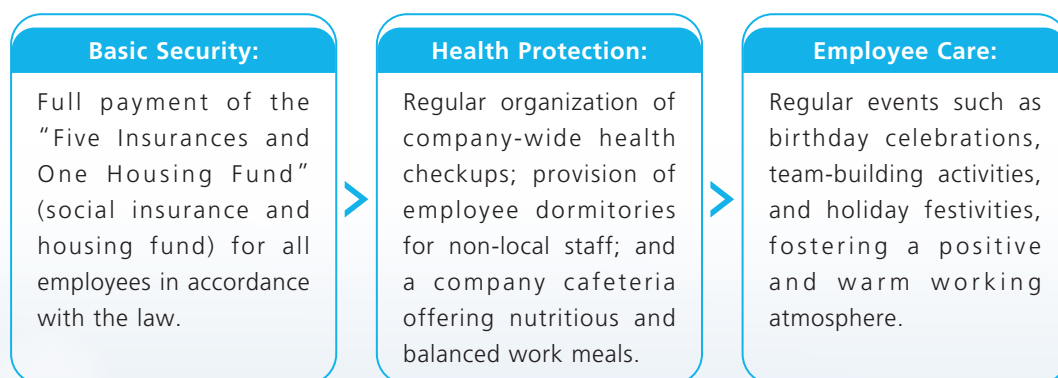 Basic Security:
Full payment of the
“Five Insurances and
One Housing Fund”
(social insurance and
housing fund) for all
employees in accordance
with the law.
Health Protection:
Regular organization of
company-wide health
checkups; provision of
employee dormitories
for non-local staff; and
a company cafeteria
offering nutritious and
balanced work meals.
Employee Care:
Regular events such as
birthday celebrations,
team-building activities,
and holiday festivities,
fostering a positive
and warm working
atmosphere.